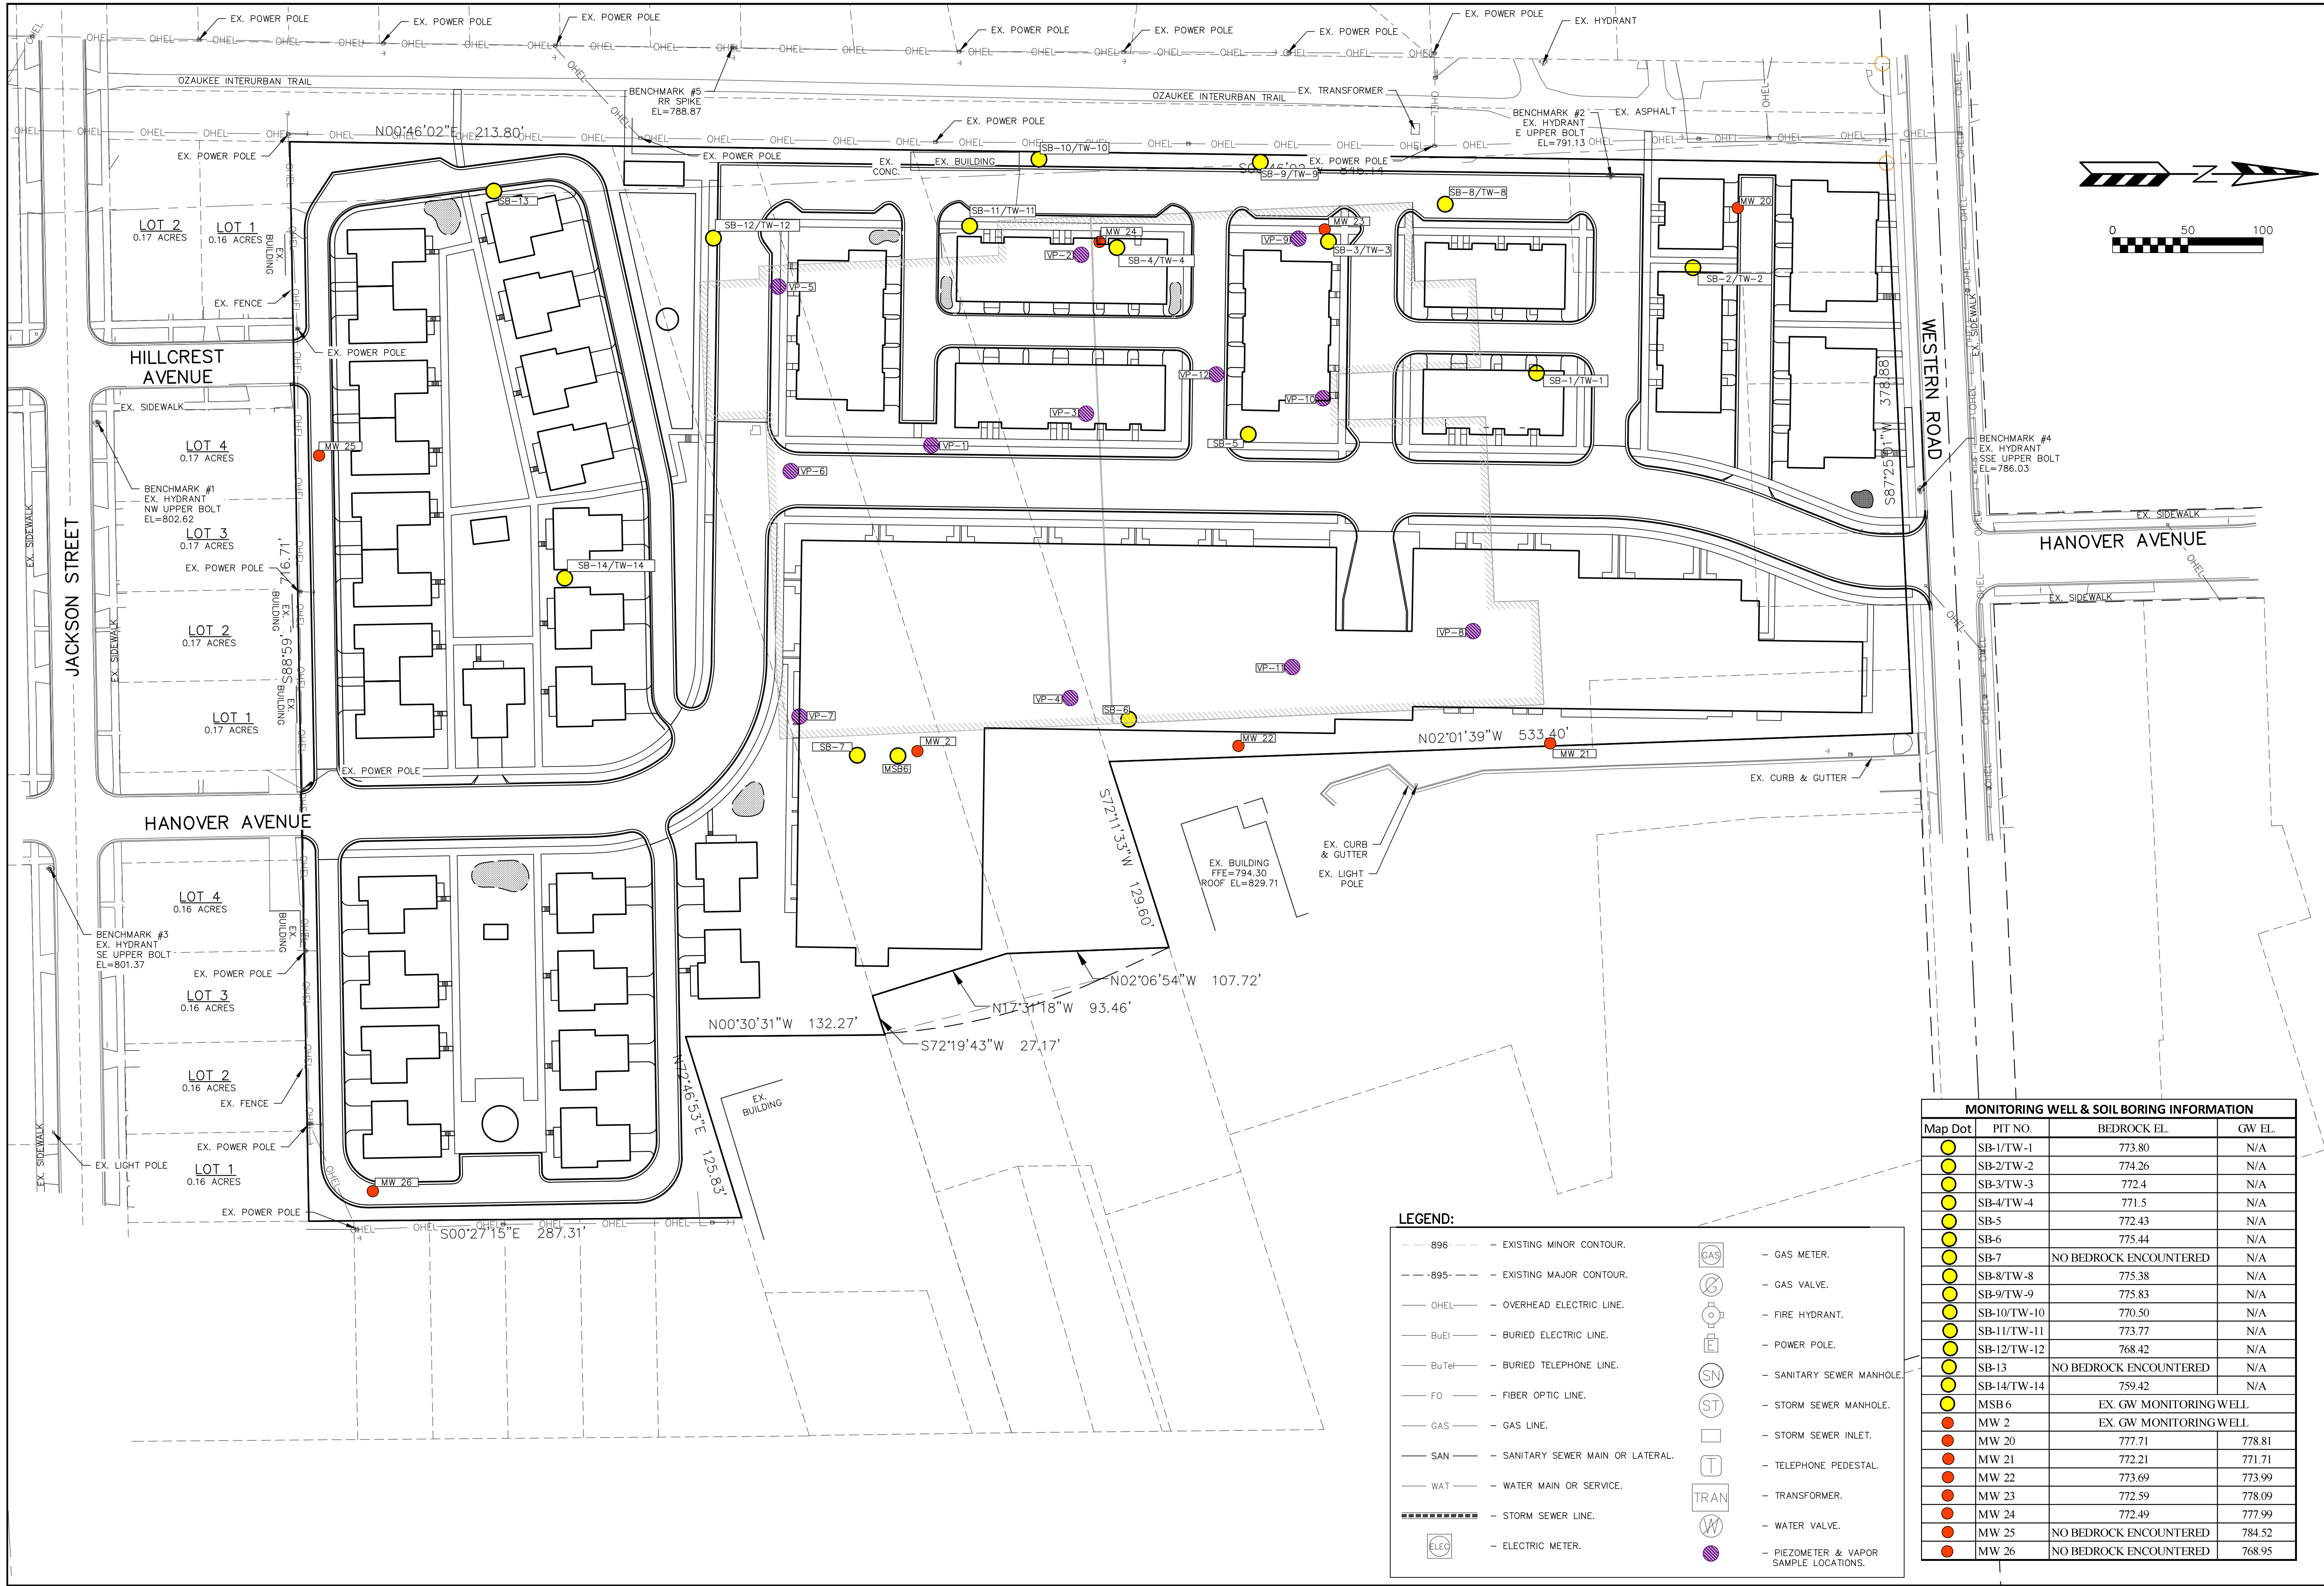 EX. POWER POLE
EX. POWER POLE
EX. POWER POLE
EX. POWER POLE
EX. POWER POLE
EX. POWER POLE
EX. POWER POLE
EX. HYDRANT
OZAUKEE INTERURBAN TRAIL
BENCHMARK #5
RR SPIKE
EL=788.87
OZAUKEE INTERURBAN TRAIL
EX. TRANSFORMER
BENCHMARK #2
EX. HYDRANT
E UPPER BOLT
EL=791.13
EX. ASPHALT
N00°46'02"E 213.80'
EX. POWER POLE
EX. POWER POLE
EX. POWER POLE
EX. CONC.
EX. BUILDING
EX. POWER POLE
SB-10/TW-10
SB-9/TW-9
SB-8/TW-8
SB-13
SB-12/TW-12
SB-11/TW-11
MW 24
SB-4/TW-4
VP-2
VP-9
MW 23
SB-3/TW-3
MW 20
SB-2/TW-2
VP-5
0 50 100
N
LOT 2
0.17 ACRES
LOT 1
0.16 ACRES
EX.
BUILDING
EX. FENCE
EX. POWER POLE
HILLCREST
AVENUE
EX. SIDEWALK
LOT 4
0.17 ACRES
MW 25
BENCHMARK #1
EX. HYDRANT
NW UPPER BOLT
EL=802.62
LOT 3
0.17 ACRES
EX. POWER POLE
LOT 2
0.17 ACRES
EX.
BUILDING
S88°59'
716.71'
LOT 1
0.17 ACRES
EX.
BUILDING
EX. POWER POLE
JACKSON STREET
EX. SIDEWALK
EX. SIDEWALK
HANOVER AVENUE
VP-12
VP-10
VP-3
VP-1
VP-6
SB-5
SB-1/TW-1
SB-14/TW-14
VP-8
VP-11
VP-4
SB-6
VP-7
SB-7
MSB6
MW 2
MW 22
MW 21
WESTERN ROAD
S87°25'01"W 378.88'
EX. SIDEWALK
BENCHMARK #4
EX. HYDRANT
SSE UPPER BOLT
EL=786.03
EX. SIDEWALK
HANOVER AVENUE
EX. SIDEWALK
N02°01'39"W 533.40'
EX. CURB & GUTTER
S72°11'33"W 129.60'
EX. BUILDING
FFE=794.30
ROOF EL=829.71
EX. CURB
& GUTTER
EX. LIGHT
POLE
N02°06'54"W 107.72'
N17°31'18"W 93.46'
N00°30'31"W 132.27'
S72°19'43"W 27.17'
N72°46'53"E 125.83'
EX.
BUILDING
LOT 4
0.16 ACRES
BENCHMARK #3
EX. HYDRANT
SE UPPER BOLT
EL=801.37
EX.
BUILDING
EX. POWER POLE
LOT 3
0.16 ACRES
LOT 2
0.16 ACRES
EX. FENCE
EX. POWER POLE
EX. SIDEWALK
EX. LIGHT POLE
LOT 1
0.16 ACRES
MW 26
EX. POWER POLE
S00°27'15"E 287.31'
LEGEND:
896 - EXISTING MINOR CONTOUR.
895 - EXISTING MAJOR CONTOUR.
OHEL - OVERHEAD ELECTRIC LINE.
BuEl - BURIED ELECTRIC LINE.
BuTel - BURIED TELEPHONE LINE.
FO - FIBER OPTIC LINE.
GAS - GAS LINE.
SAN - SANITARY SEWER MAIN OR LATERAL.
WAT - WATER MAIN OR SERVICE.
- STORM SEWER LINE.
ELEC - ELECTRIC METER.
GAS - GAS METER.
G - GAS VALVE.
- FIRE HYDRANT.
E - POWER POLE.
SN - SANITARY SEWER MANHOLE.
ST - STORM SEWER MANHOLE.
- STORM SEWER INLET.
T - TELEPHONE PEDESTAL.
TRAN - TRANSFORMER.
W - WATER VALVE.
- PIEZOMETER & VAPOR
SAMPLE LOCATIONS.
MONITORING WELL & SOIL BORING INFORMATION
Map Dot PIT NO. BEDROCK EL. GW EL.
SB-1/TW-1 773.80 N/A
SB-2/TW-2 774.26 N/A
SB-3/TW-3 772.4 N/A
SB-4/TW-4 771.5 N/A
SB-5 772.43 N/A
SB-6 775.44 N/A
SB-7 NO BEDROCK ENCOUNTERED N/A
SB-8/TW-8 775.38 N/A
SB-9/TW-9 775.83 N/A
SB-10/TW-10 770.50 N/A
SB-11/TW-11 773.77 N/A
SB-12/TW-12 768.42 N/A
SB-13 NO BEDROCK ENCOUNTERED N/A
SB-14/TW-14 759.42 N/A
MSB 6 EX. GW MONITORING WELL
MW 2 EX. GW MONITORING WELL
MW 20 777.71 778.81
MW 21 772.21 771.71
MW 22 773.69 773.99
MW 23 772.59 778.09
MW 24 772.49 777.99
MW 25 NO BEDROCK ENCOUNTERED 784.52
MW 26 NO BEDROCK ENCOUNTERED 768.95